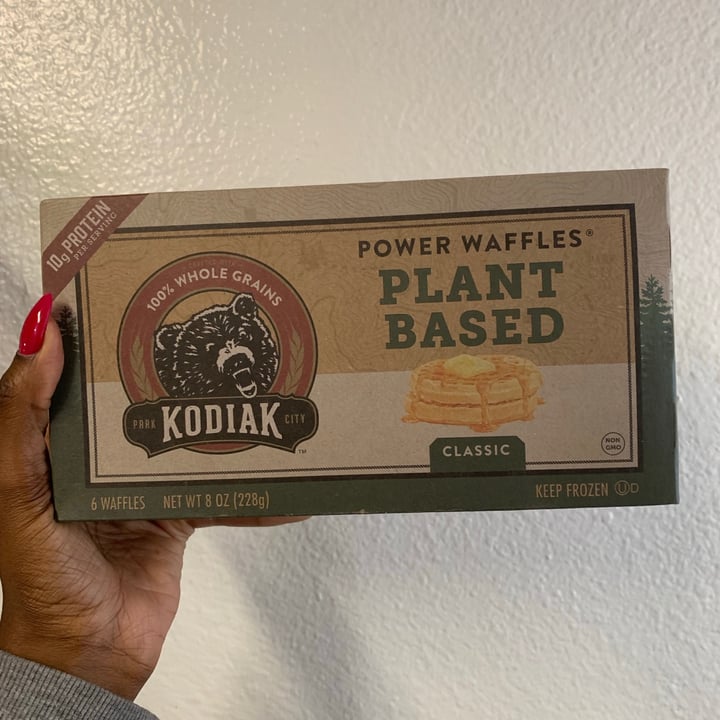 10g PROTEIN
PER SERVING
100% WHOLE GRAINS
PARK KODIAK CITY
TM
POWER WAFFLES®
PLANT
BASED
CLASSIC
NON
GMO
6 WAFFLES NET WT 8 OZ (228g)
KEEP FROZEN Ⓤ D